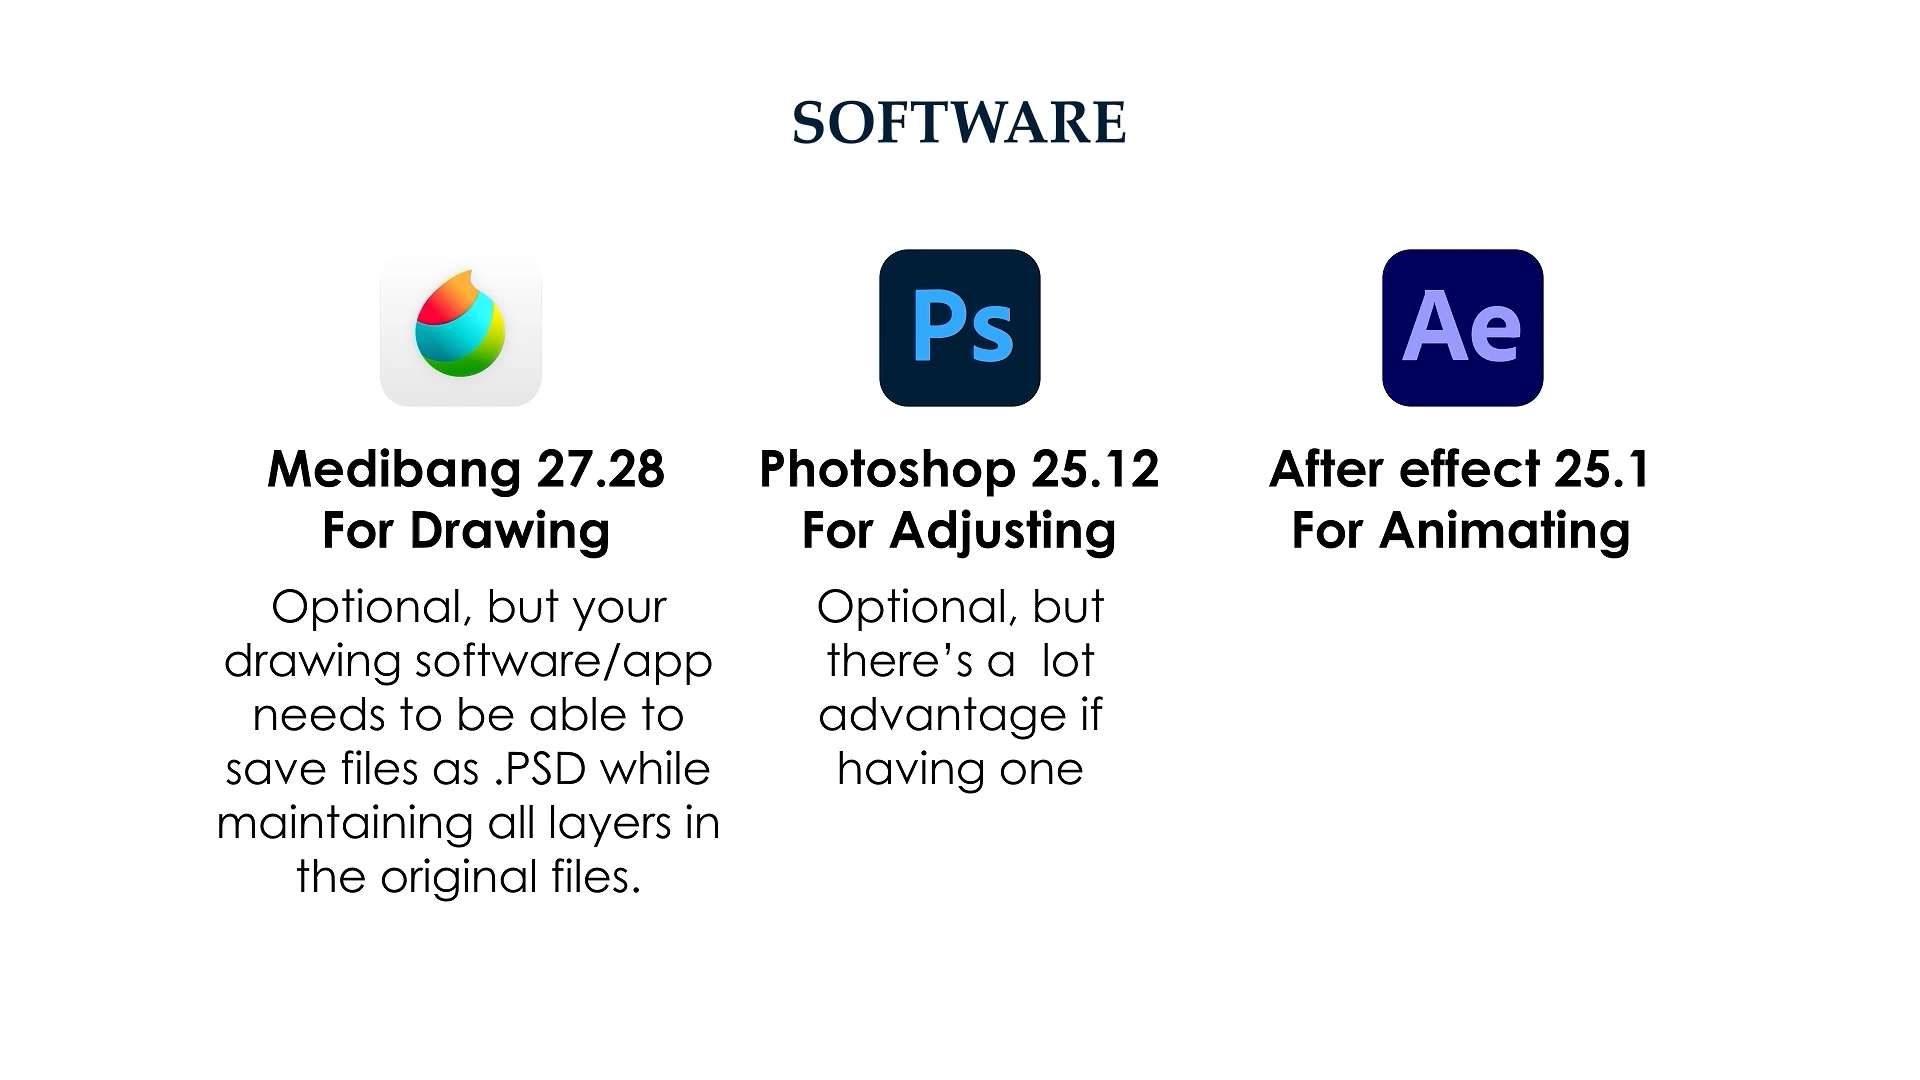 SOFTWARE
Ps
Ae
Medibang 27.28
For Drawing
Optional, but your
drawing software/app
needs to be able to
save files as .PSD while
maintaining all layers in
the original files.
Photoshop 25.12
For Adjusting
Optional, but
there’s a  lot
advantage if
having one
After effect 25.1
For Animating